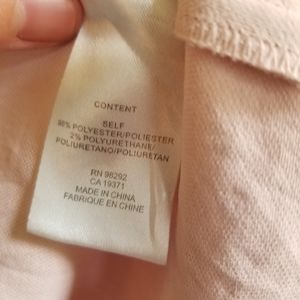 CONTENT
SELF
98% POLYESTER/POLIESTER
2% POLYURETHANE/
POLIURETANO/POLIURETAN
RN 98292
CA 19371
MADE IN CHINA
FABRIQUE EN CHINE